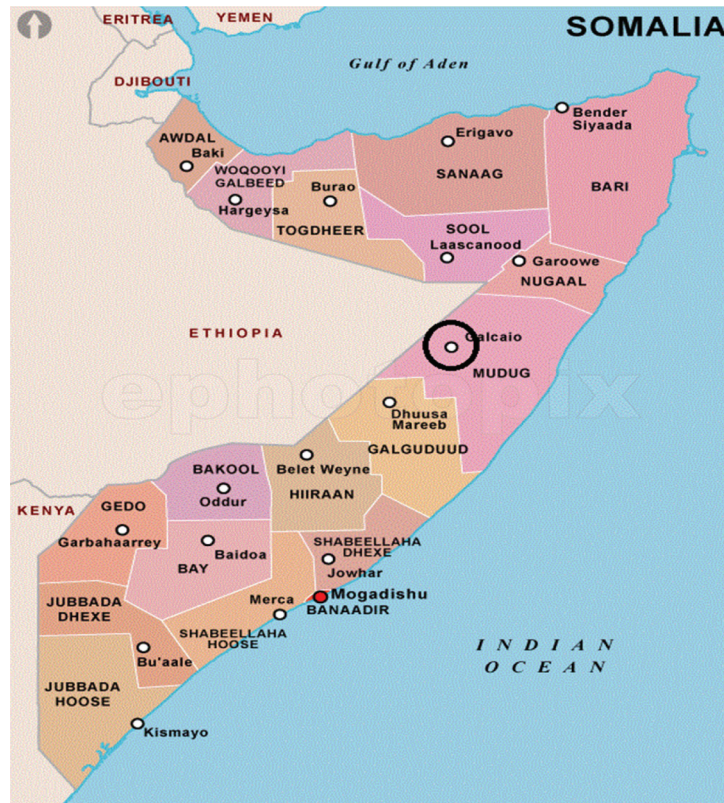 ERITREA
YEMEN
SOMALIA
Gulf of Aden
DJIBOUTI
Bender
Siyaada
AWDAL
Baki
Erigavo
WOQOOYI
GALBEED
SANAAG
BARI
Burao
Hargeysa
TOGDHEER
SOOL
Laascanood
Garoowe
NUGAAL
ETHIOPIA
Galcaio
MUDUG
ephotopix
Dhuusa
Mareeb
GALGUDUUD
BAKOOL
Belet Weyne
Oddur
HIIRAAN
KENYA
GEDO
Garbahaarrey
SHABEELLAHA
DHEXE
Baidoa
BAY
Jowhar
JUBBADA
DHEXE
Merca
Mogadishu
BANAADIR
SHABEELLAHA
HOOSE
INDIAN
OCEAN
Bu'aale
JUBBADA
HOOSE
Kismayo